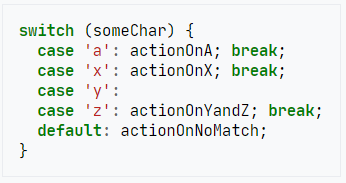 switch (someChar) {
  case 'a': actionOnA; break;
  case 'x': actionOnX; break;
  case 'y':
  case 'z': actionOnYandZ; break;
  default: actionOnNoMatch;
}